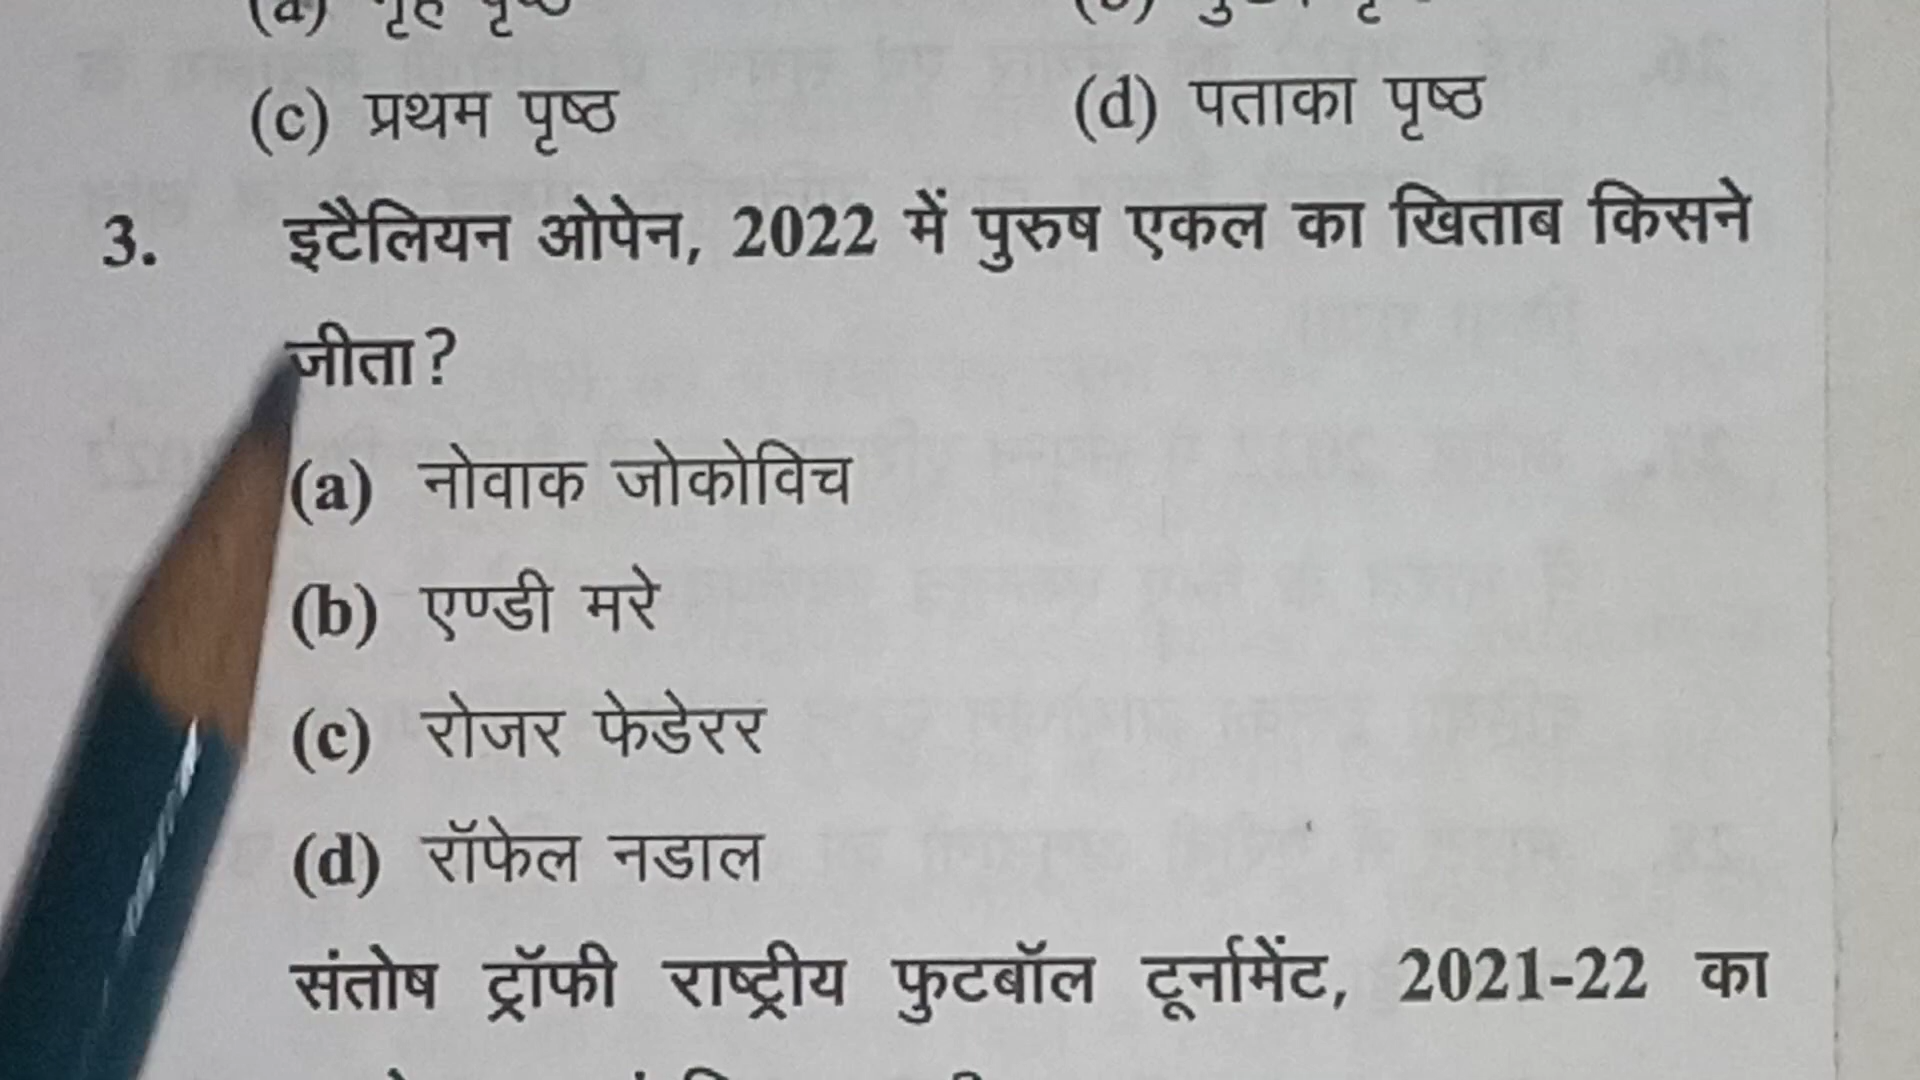 (c) प्रथम पृष्ठ (d) पताका पृष्ठ
3. इटैलियन ओपेन, 2022 में पुरुष एकल का खिताब किसने
जीता?
(a) नोवाक जोकोविच
(b) एण्डी मरे
(c) रोजर फेडेरर
(d) रॉफेल नडाल
संतोष ट्रॉफी राष्ट्रीय फुटबॉल टूर्नामेंट, 2021-22 का